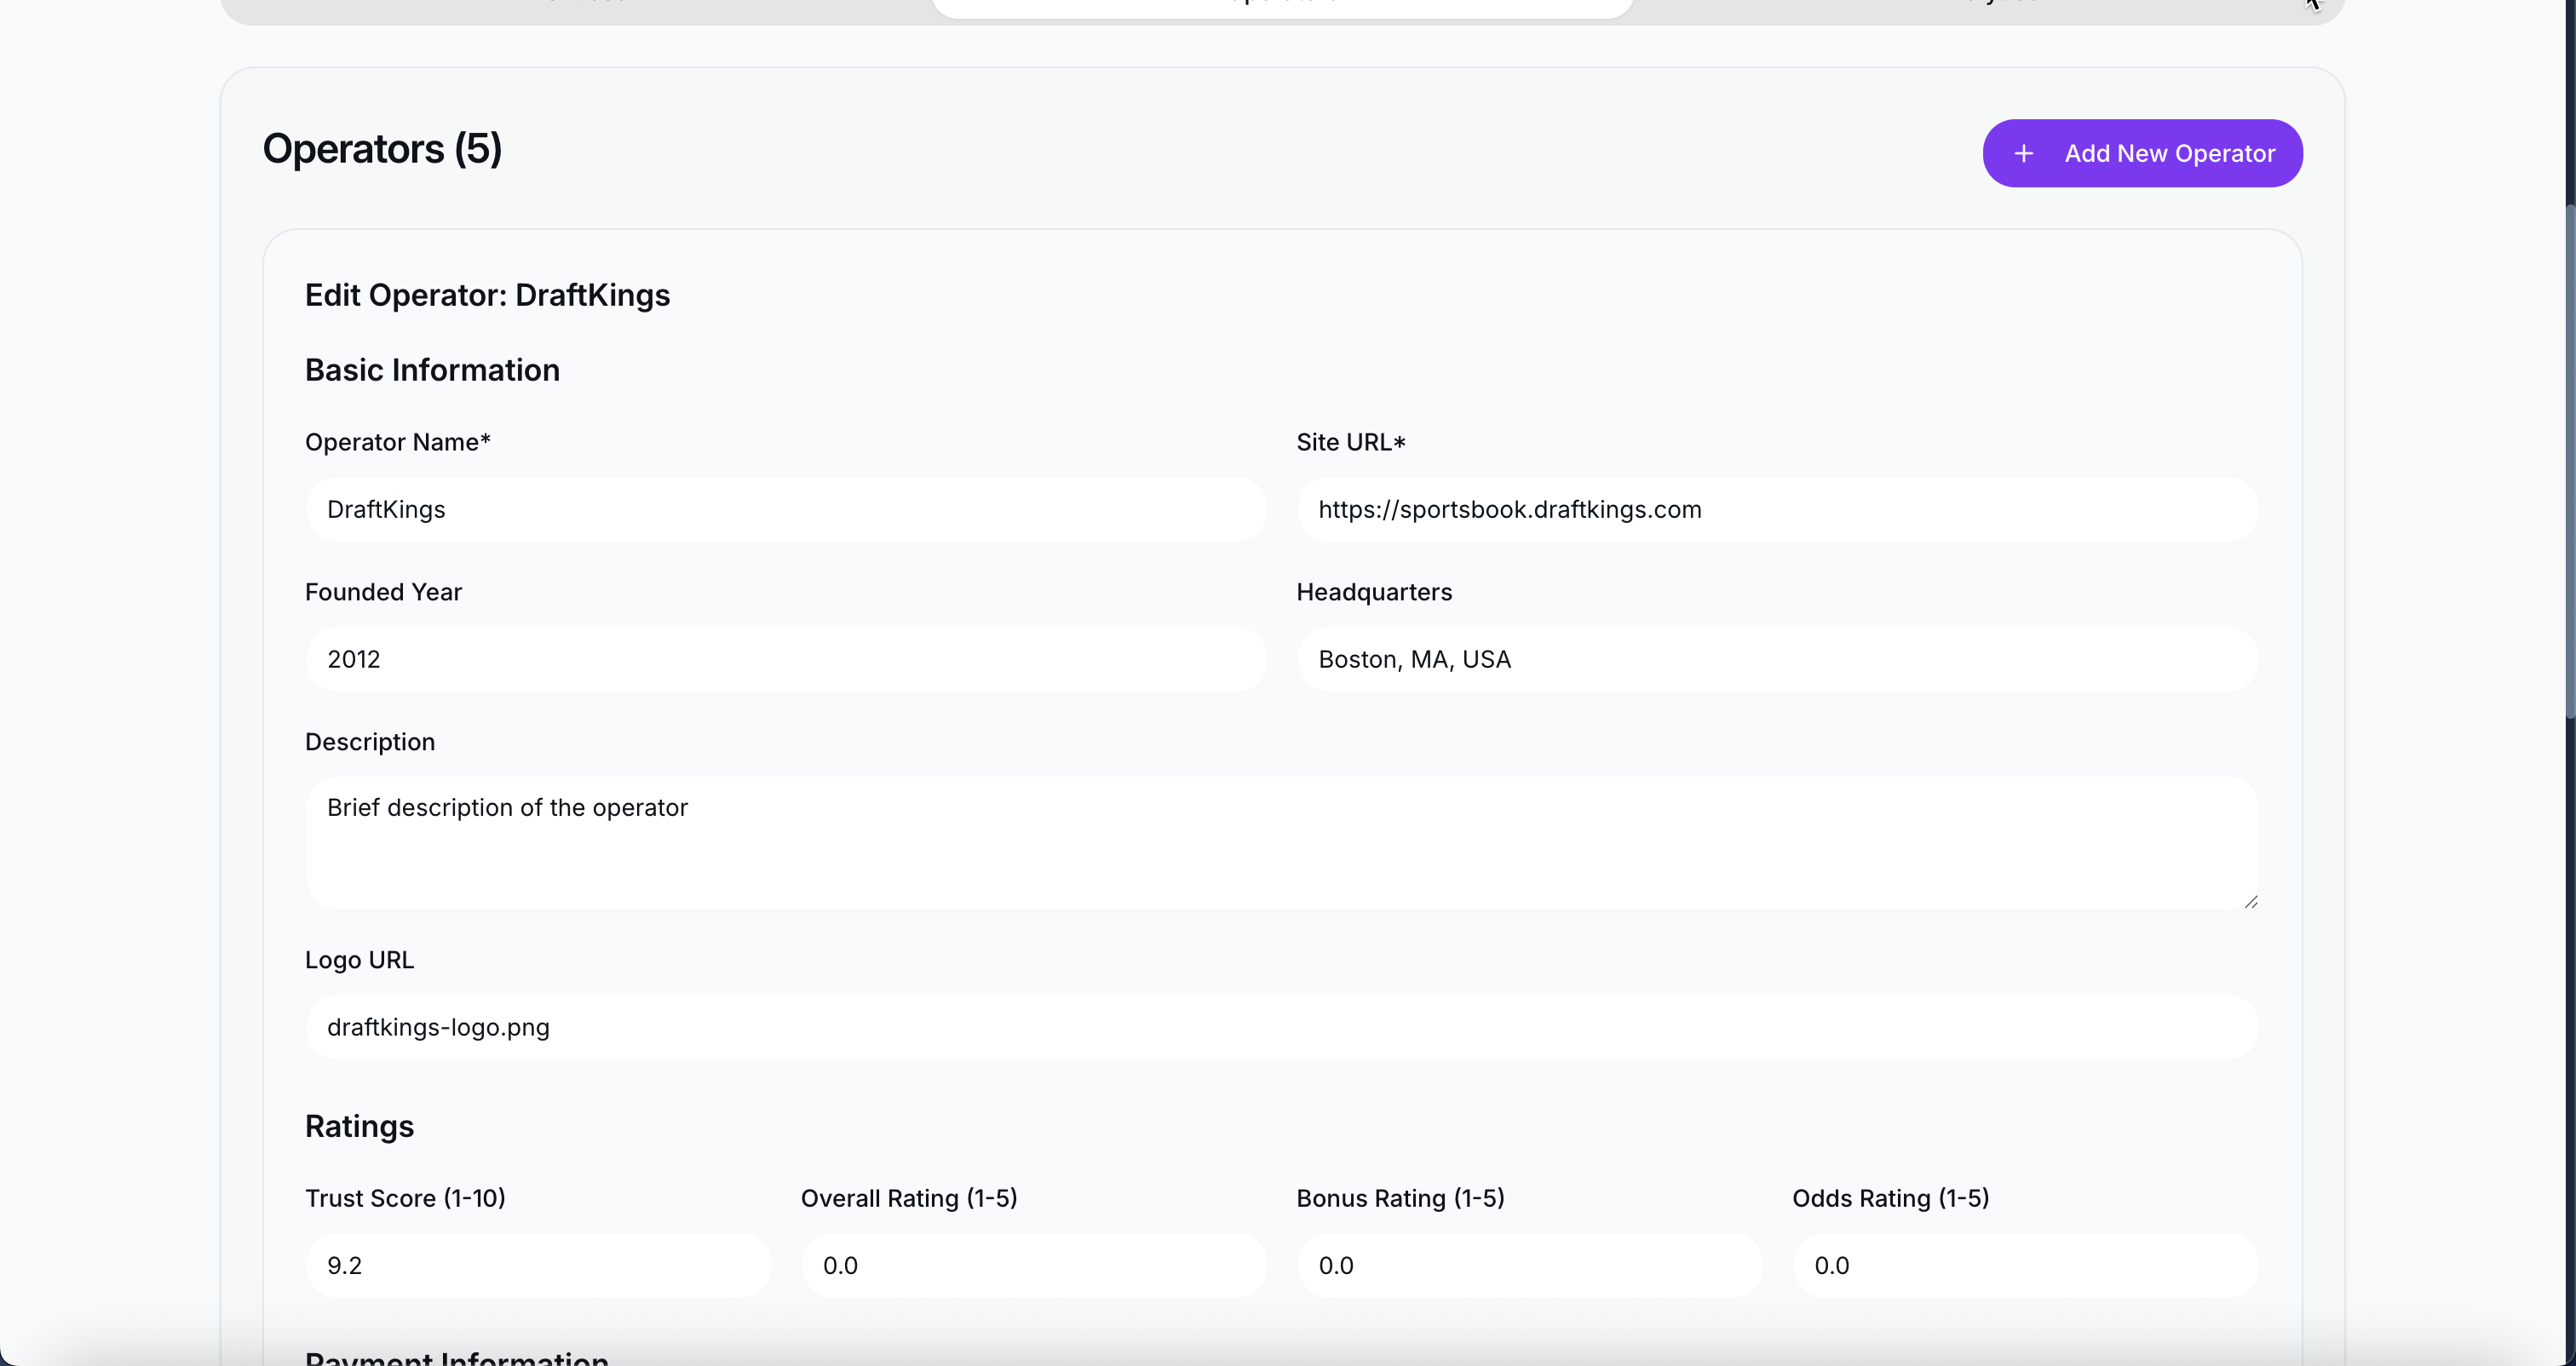 Operators (5)
+ Add New Operator
Edit Operator: DraftKings
Basic Information
Operator Name*
Site URL*
DraftKings
https://sportsbook.draftkings.com
Founded Year
Headquarters
2012
Boston, MA, USA
Description
Brief description of the operator
Logo URL
draftkings-logo.png
Ratings
Trust Score (1-10)
Overall Rating (1-5)
Bonus Rating (1-5)
Odds Rating (1-5)
9.2
0.0
0.0
0.0
Payment Information